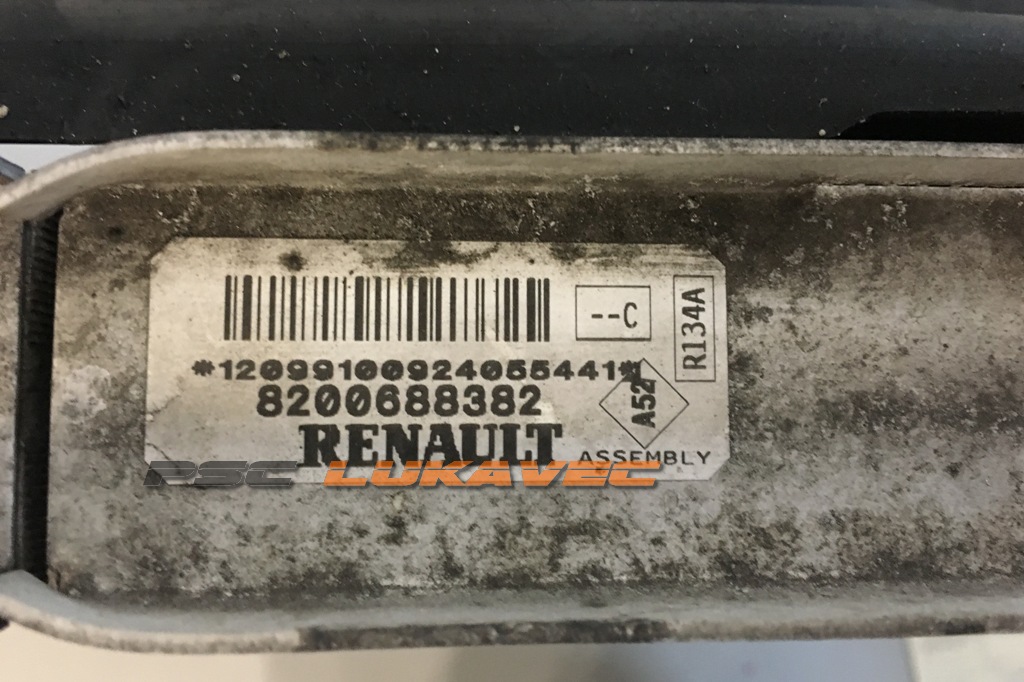 --C
R134A
*12099100924055441*
8200688382
A52
RENAULT
ASSEMBLY
PSC LUKAVEC